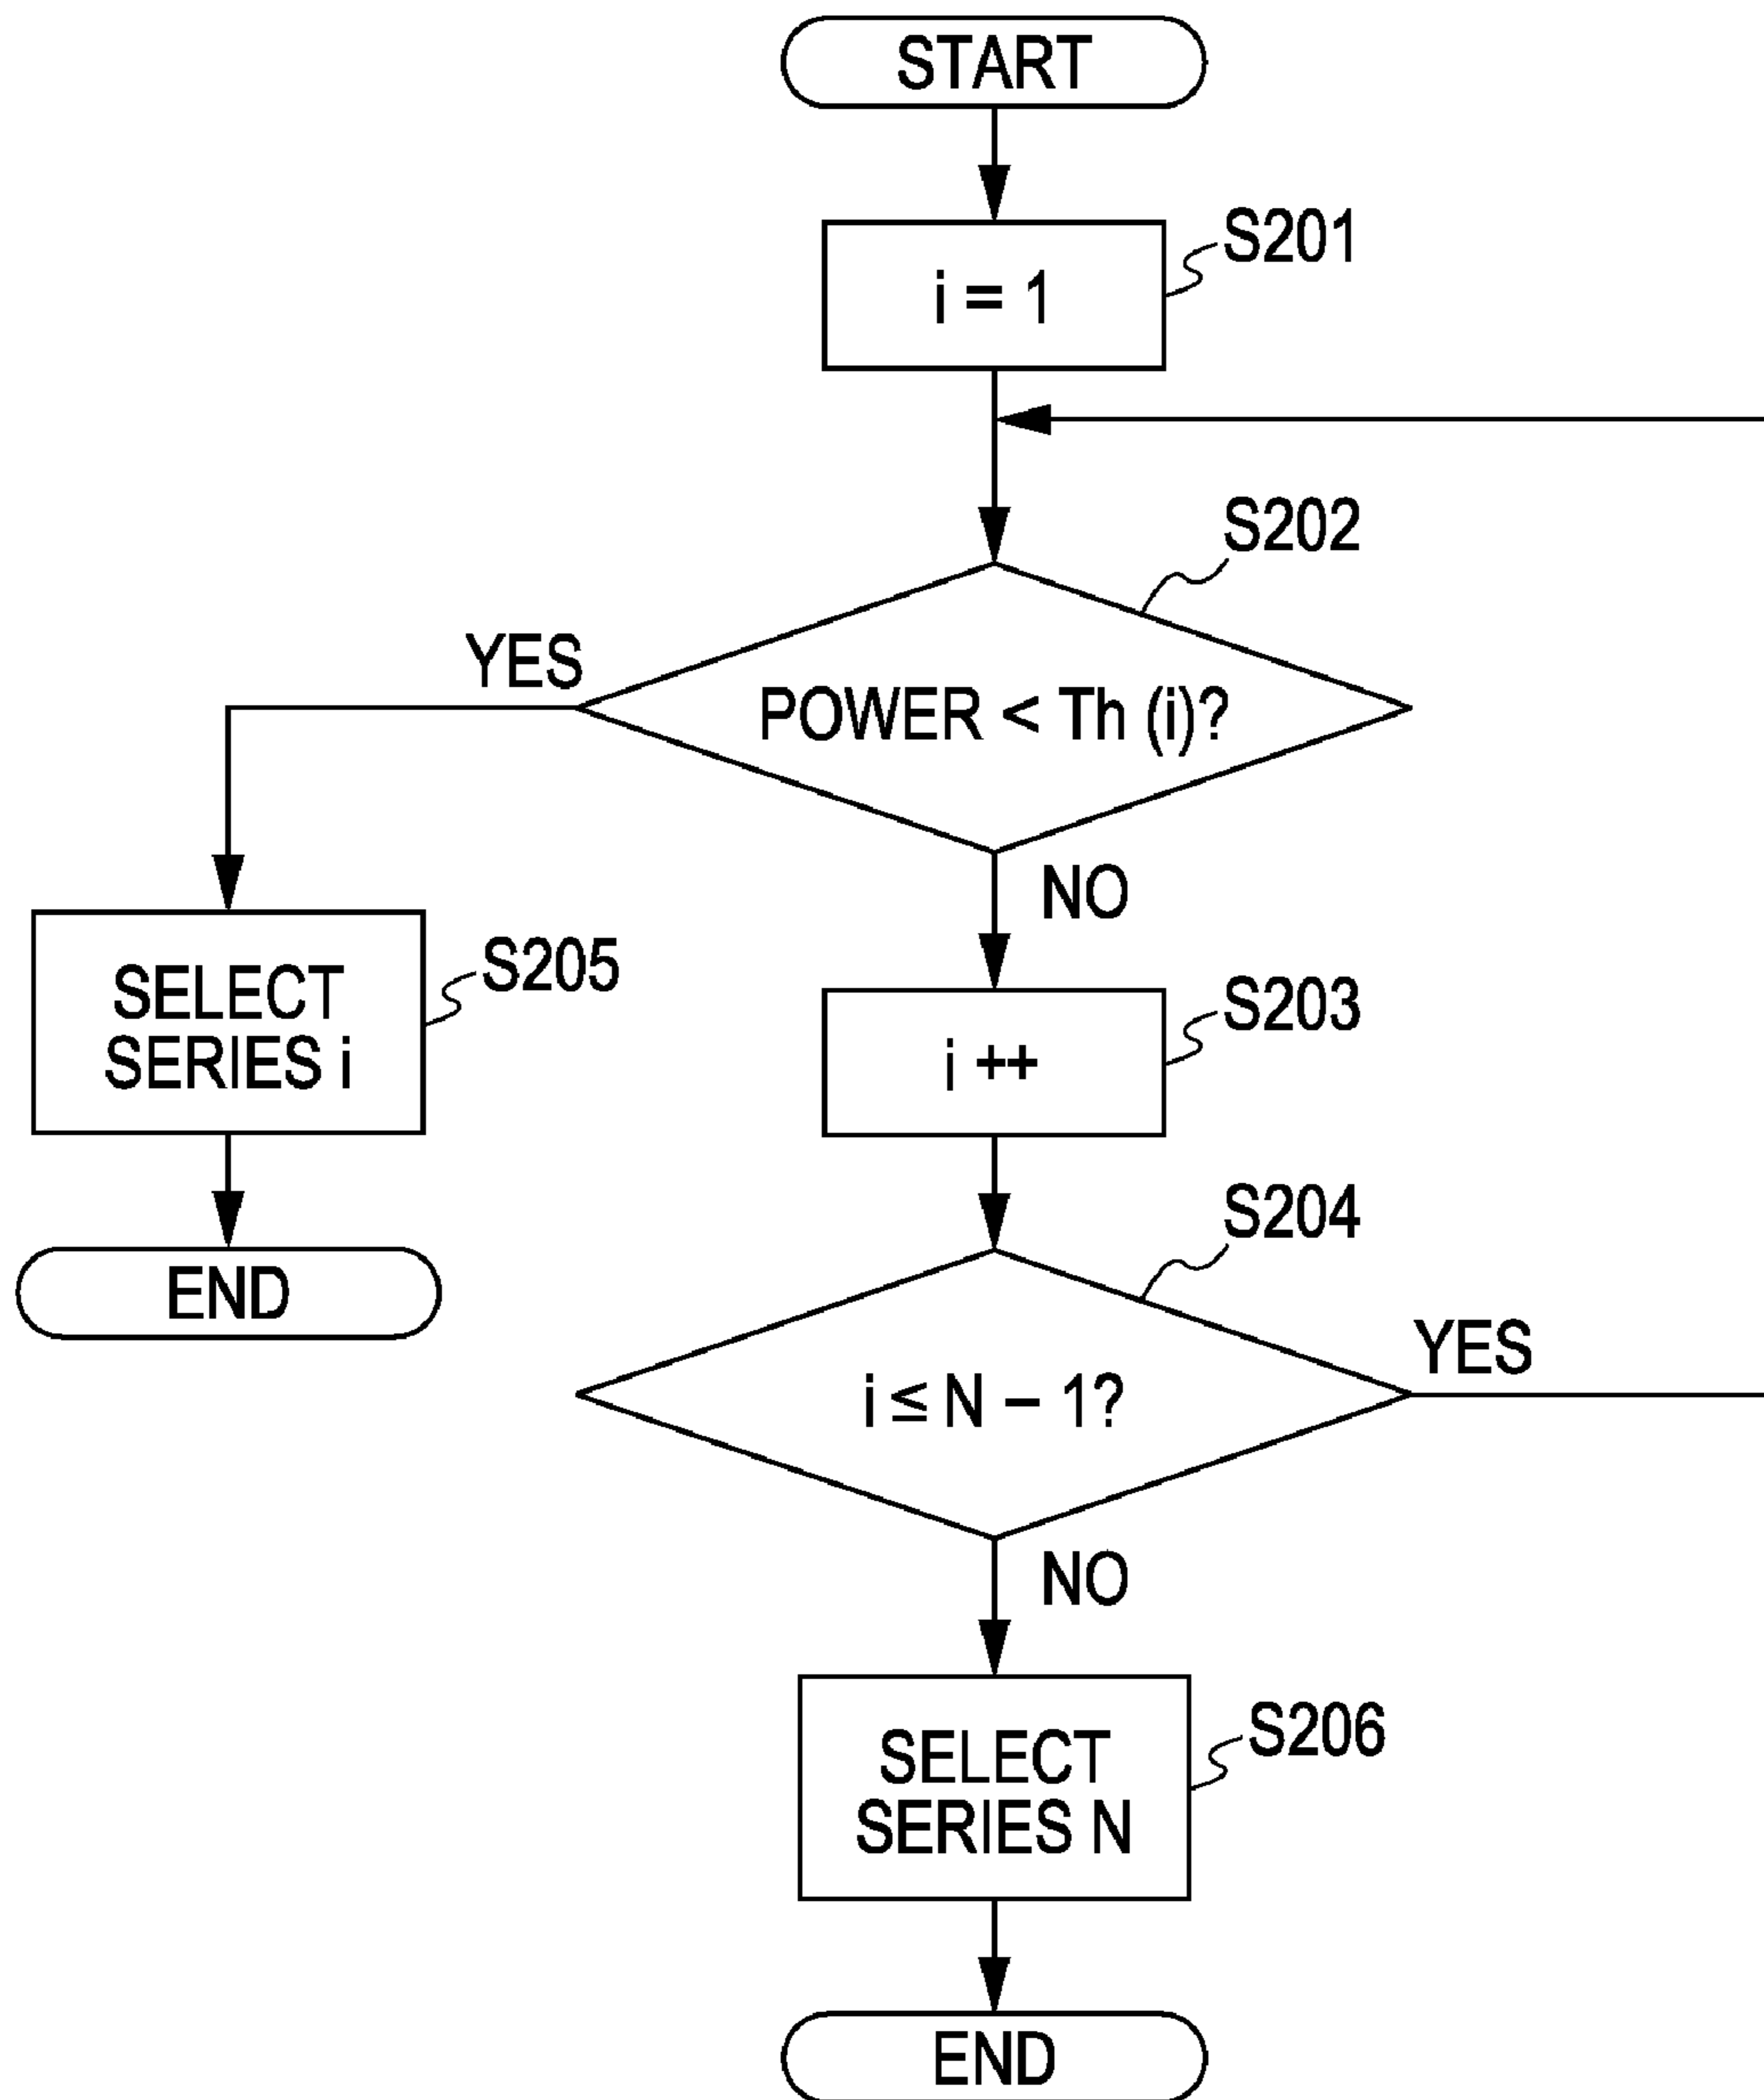 START
S201
i = 1
S202
YES
POWER < Th (i)?
NO
SELECT
SERIES i
S205
S203
i ++
END
S204
YES
i ≤ N – 1?
NO
SELECT
SERIES N
S206
END